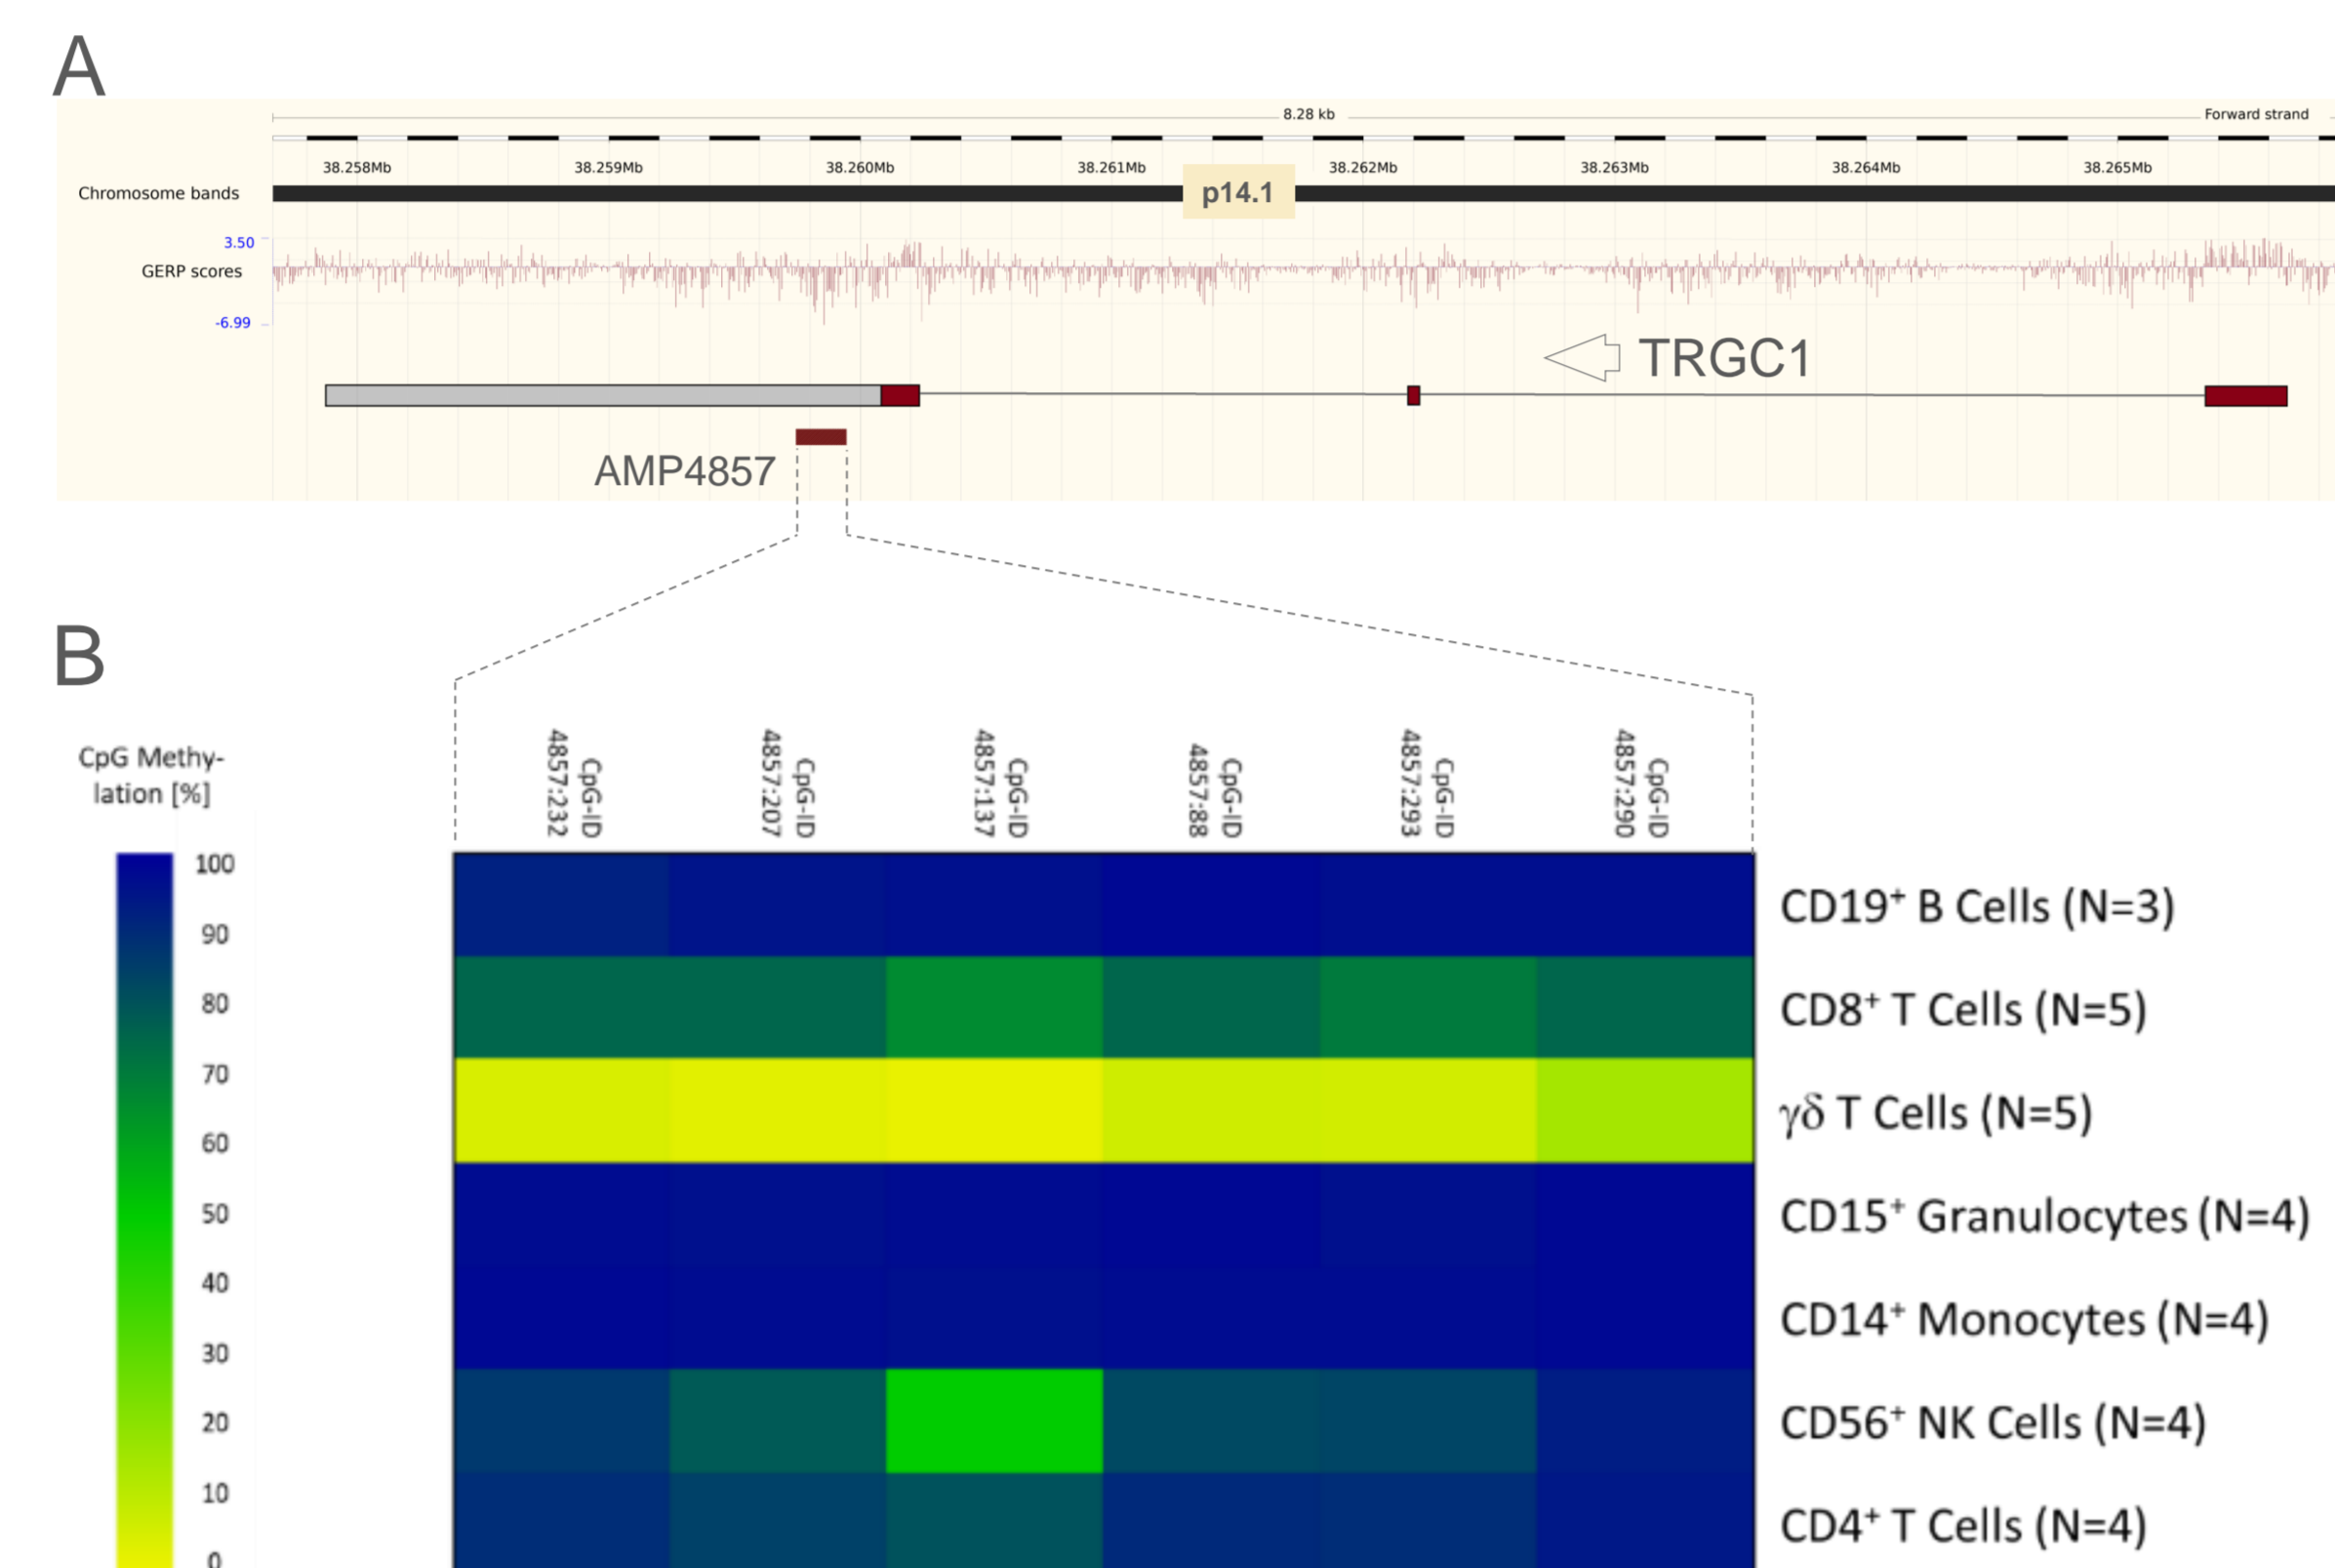 A
8.28 kb
Forward strand
38.258Mb 38.259Mb 38.260Mb 38.261Mb 38.262Mb 38.263Mb 38.264Mb 38.265Mb
Chromosome bands
p14.1
3.50
GERP scores
-6.99
TRGC1
AMP4857
B
CpG Methy-
lation [%]
CpG-ID
4857:232
CpG-ID
4857:207
CpG-ID
4857:137
CpG-ID
4857:88
CpG-ID
4857:293
CpG-ID
4857:290
100
90
80
70
60
50
40
30
20
10
0
CD19⁺ B Cells (N=3)
CD8⁺ T Cells (N=5)
γδ T Cells (N=5)
CD15⁺ Granulocytes (N=4)
CD14⁺ Monocytes (N=4)
CD56⁺ NK Cells (N=4)
CD4⁺ T Cells (N=4)